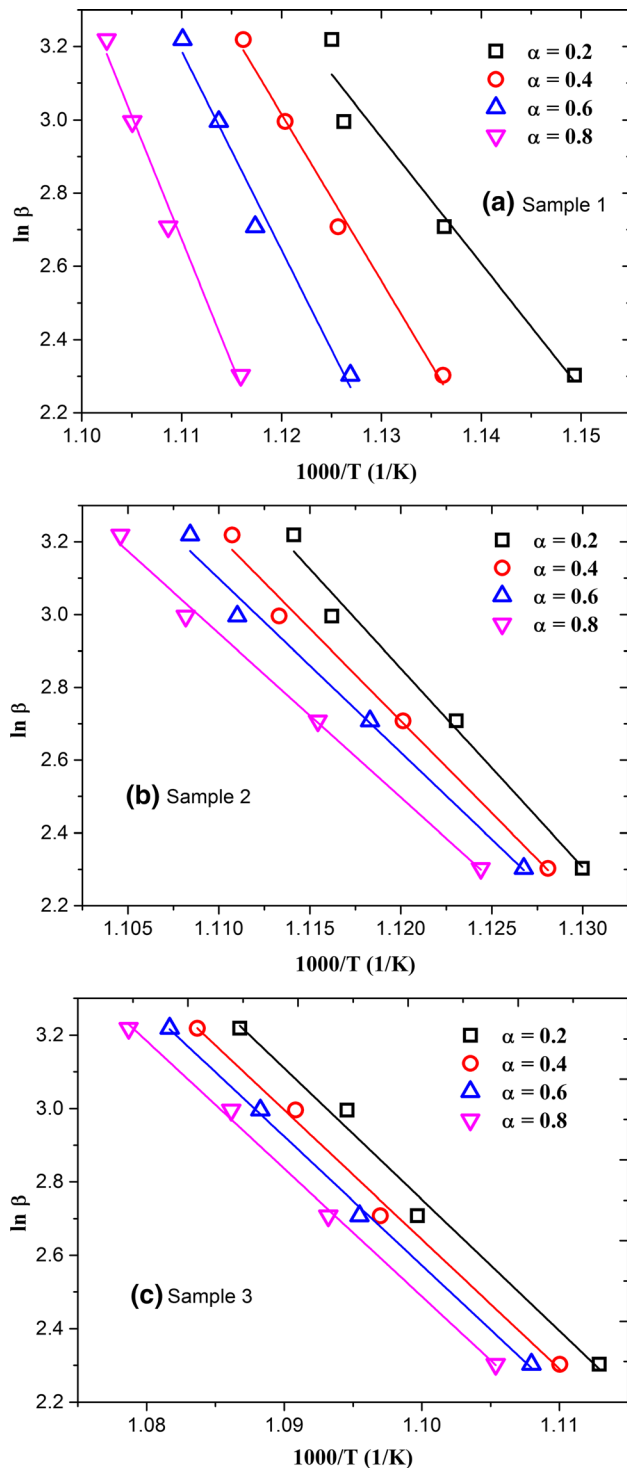 3.2
3.0
2.8
2.6
2.4
2.2
ln β
α = 0.2
α = 0.4
α = 0.6
α = 0.8
(a) Sample 1
1.10 1.11 1.12 1.13 1.14 1.15
1000/T (1/K)
3.2
3.0
2.8
2.6
2.4
2.2
ln β
α = 0.2
α = 0.4
α = 0.6
α = 0.8
(b) Sample 2
1.105 1.110 1.115 1.120 1.125 1.130
1000/T (1/K)
3.2
3.0
2.8
2.6
2.4
2.2
ln β
α = 0.2
α = 0.4
α = 0.6
α = 0.8
(c) Sample 3
1.08 1.09 1.10 1.11
1000/T (1/K)